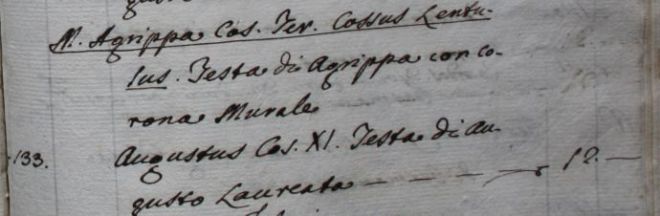 M. Agrippa Cos. Ter. Cossus Lentu-
lus. Testa di Agrippa con co-
rona Murale
133. Augustus Cos. XI. Testa di Au-
gusto Laureata — — — 12. —